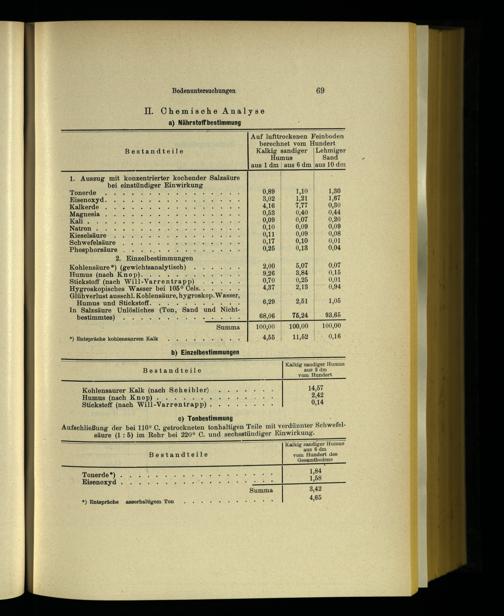 Bodenuntersuchungen 69
II. Chemische Analyse
a) Nährstoffbestimmung
Bestandteile
Auf lufttrockenen Feinboden
berechnet vom Hundert
Kalkig sandiger Humus Lehmiger Sand
aus 1 dm aus 6 dm aus 10 dm
1. Auszug mit konzentrierter kochender Salzsäure
bei einstündiger Einwirkung
Tonerde 0,89 1,10 1,30
Eisenoxyd 3,02 1,21 1,67
Kalkerde 4,16 7,77 0,50
Magnesia 0,53 0,40 0,44
Kali 0,09 0,07 0,20
Natron 0,10 0,09 0,09
Kieselsäure 0,11 0,09 0,08
Schwefelsäure 0,17 0,10 0,01
Phosphorsäure 0,25 0,13 0,04
2. Einzelbestimmungen
Kohlensäure*) (gewichtsanalytisch) 2,00 5,07 0,07
Humus (nach Knop) 9,26 3,84 0,15
Stickstoff (nach Will-Varrentrapp) 0,70 0,25 0,01
Hygroskopisches Wasser bei 105° Cels. 4,37 2,13 0,94
Glühverlust ausschl. Kohlensäure, hygroskop. Wasser,
Humus und Stickstoff 6,29 2,51 1,05
In Salzsäure Unlösliches (Ton, Sand und Nicht-
bestimmtes) 68,06 75,24 93,65
Summa 100,00 100,00 100,00
*) Entspräche kohlensaurem Kalk 4,55 11,52 0,16
b) Einzelbestimmungen
Bestandteile
Kalkig sandiger Humus
aus 3 dm
vom Hundert
Kohlensaurer Kalk (nach Scheibler) 14,57
Humus (nach Knop) 2,42
Stickstoff (nach Will-Varrentrapp) 0,14
c) Tonbestimmung
Aufschließung der bei 110° C. getrockneten tonhaltigen Teile mit verdünnter Schwefel-
säure (1 : 5) im Rohr bei 220° C. und sechsstündiger Einwirkung.
Bestandteile
Kalkig sandiger Humus
aus 6 dm
vom Hundert des
Gesamtbodens
Tonerde*) 1,84
Eisenoxyd 1,58
Summa 3,42
*) Entspräche wasserhaltigem Ton 4,65